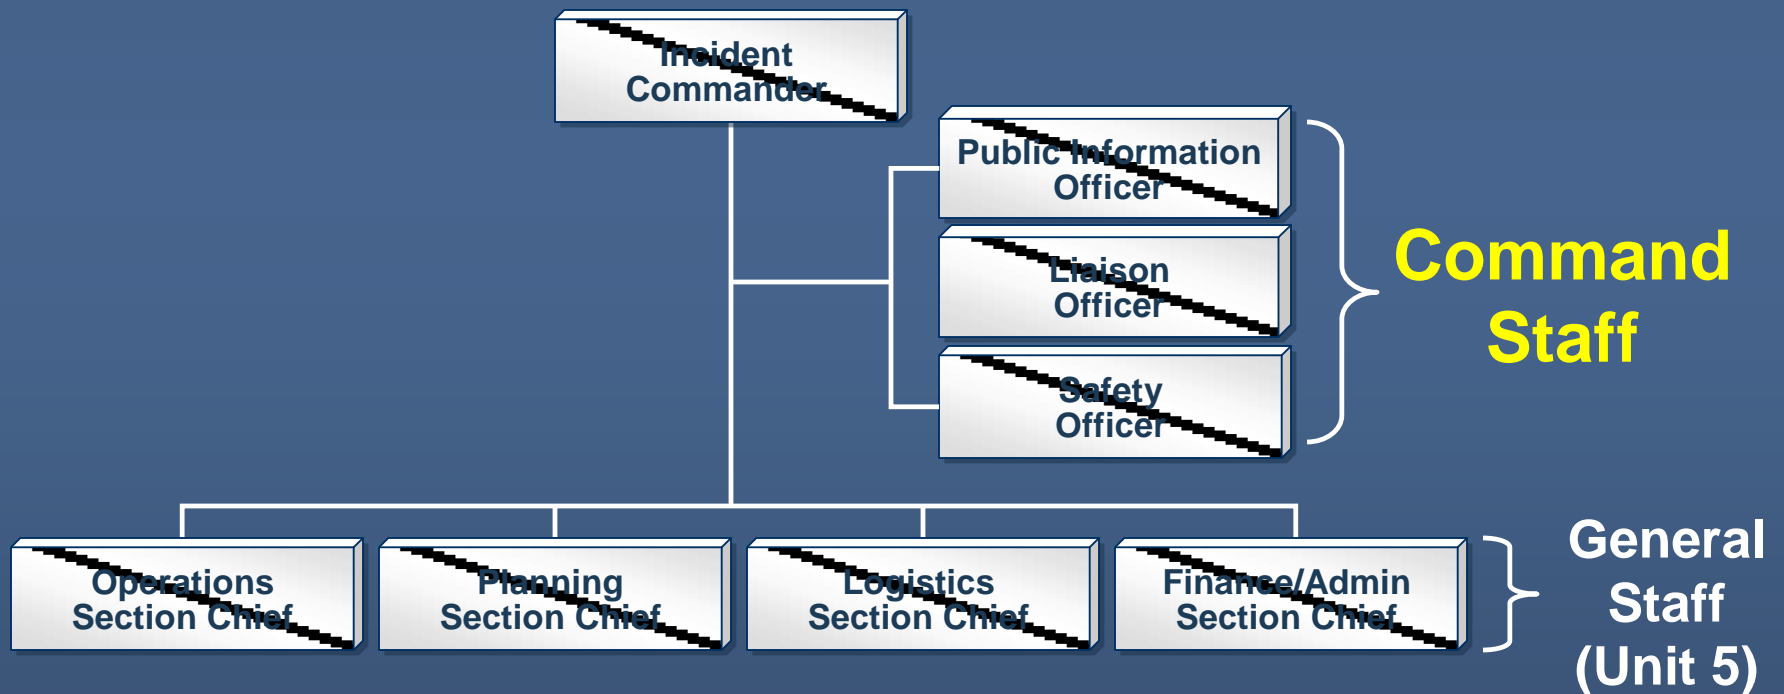 Incident
Commander
Public Information
Officer
Liaison
Officer
Safety
Officer
Command
Staff
Operations
Section Chief
Planning
Section Chief
Logistics
Section Chief
Finance/Admin
Section Chief
General
Staff
(Unit 5)